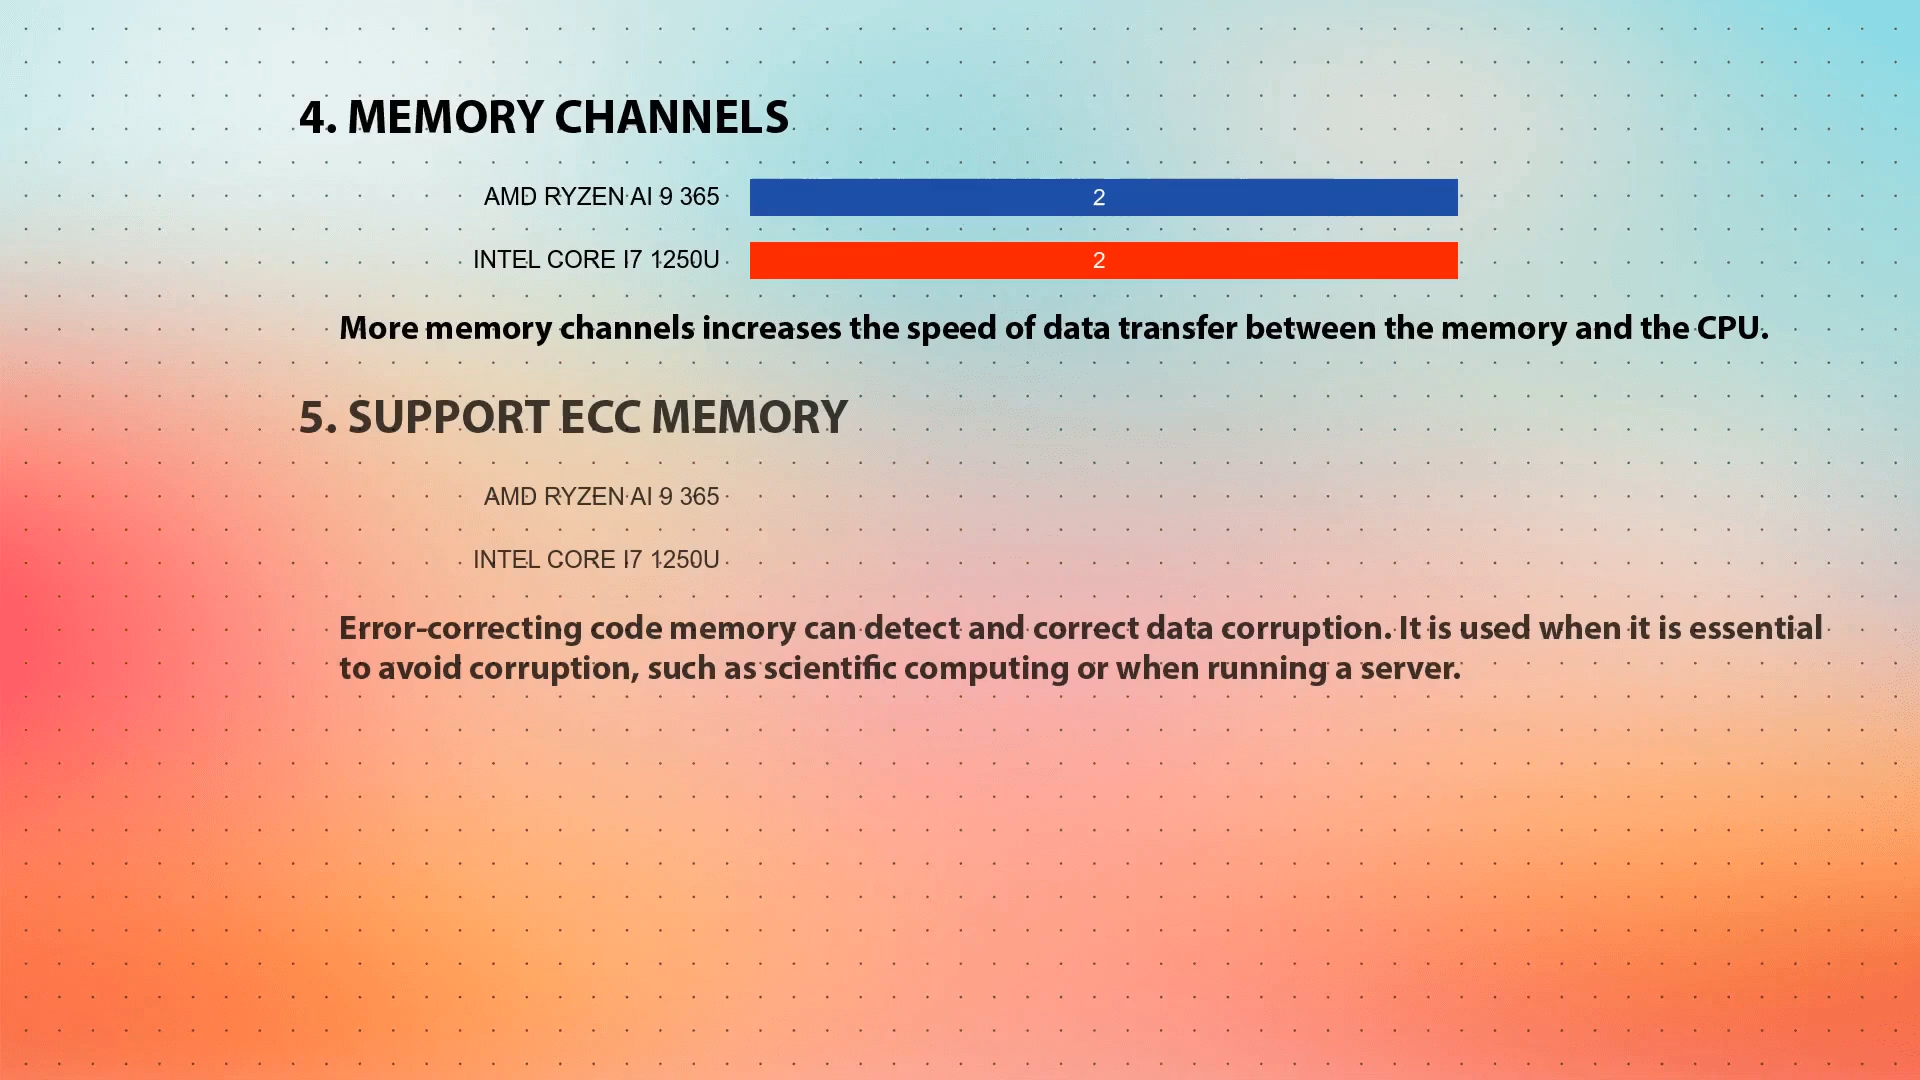 4. MEMORY CHANNELS
AMD RYZEN AI 9 365
2
INTEL CORE I7 1250U
2
More memory channels increases the speed of data transfer between the memory and the CPU.
5. SUPPORT ECC MEMORY
AMD RYZEN AI 9 365
INTEL CORE I7 1250U
Error-correcting code memory can detect and correct data corruption. It is used when it is essential
to avoid corruption, such as scientific computing or when running a server.